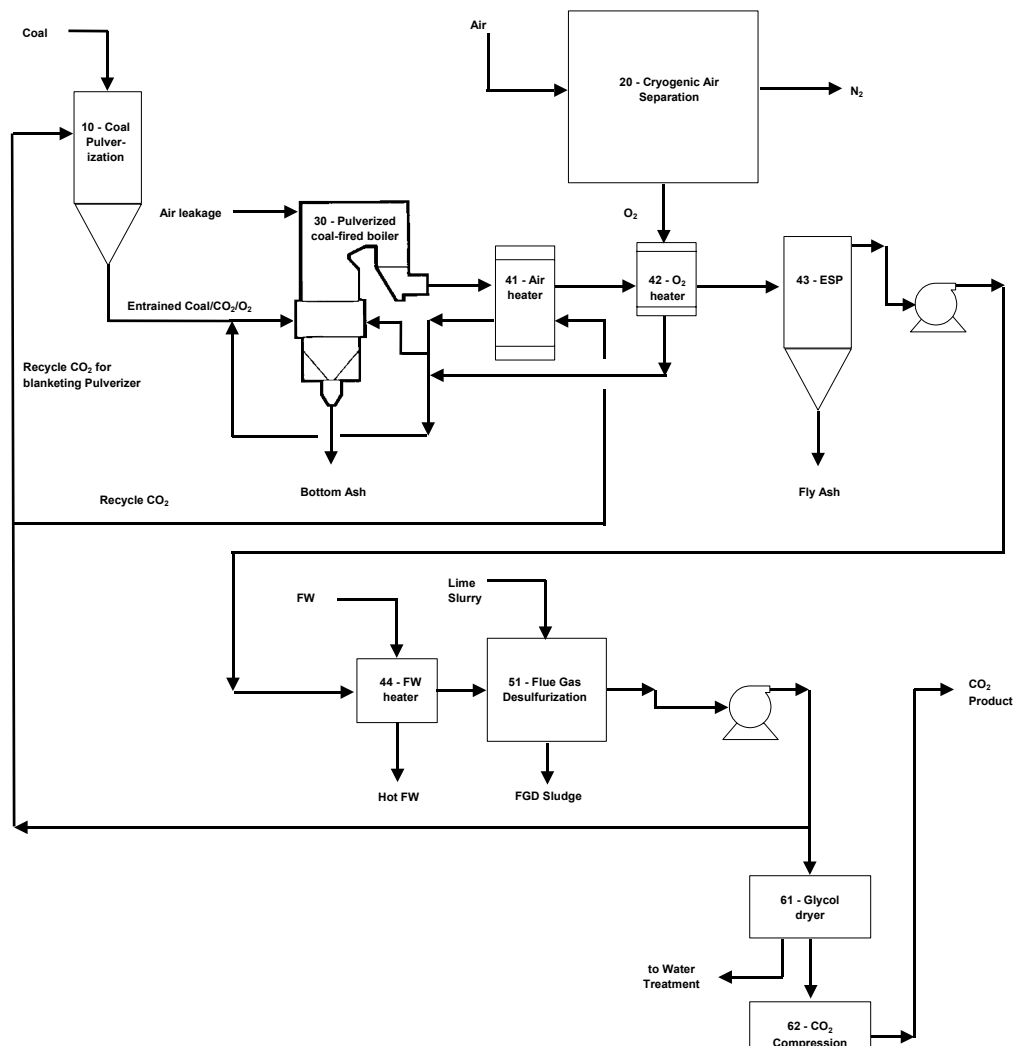 Coal
Air
20 - Cryogenic Air
Separation
N₂
10 - Coal
Pulver-
ization
Air leakage
30 - Pulverized
coal-fired boiler
O₂
41 - Air
heater
42 - O₂
heater
43 - ESP
Entrained Coal/CO₂/O₂
Recycle CO₂ for
blanketing Pulverizer
Bottom Ash
Fly Ash
Recycle CO₂
FW
Lime
Slurry
44 - FW
heater
51 - Flue Gas
Desulfurization
CO₂
Product
Hot FW
FGD Sludge
61 - Glycol
dryer
to Water
Treatment
62 - CO₂
Compression